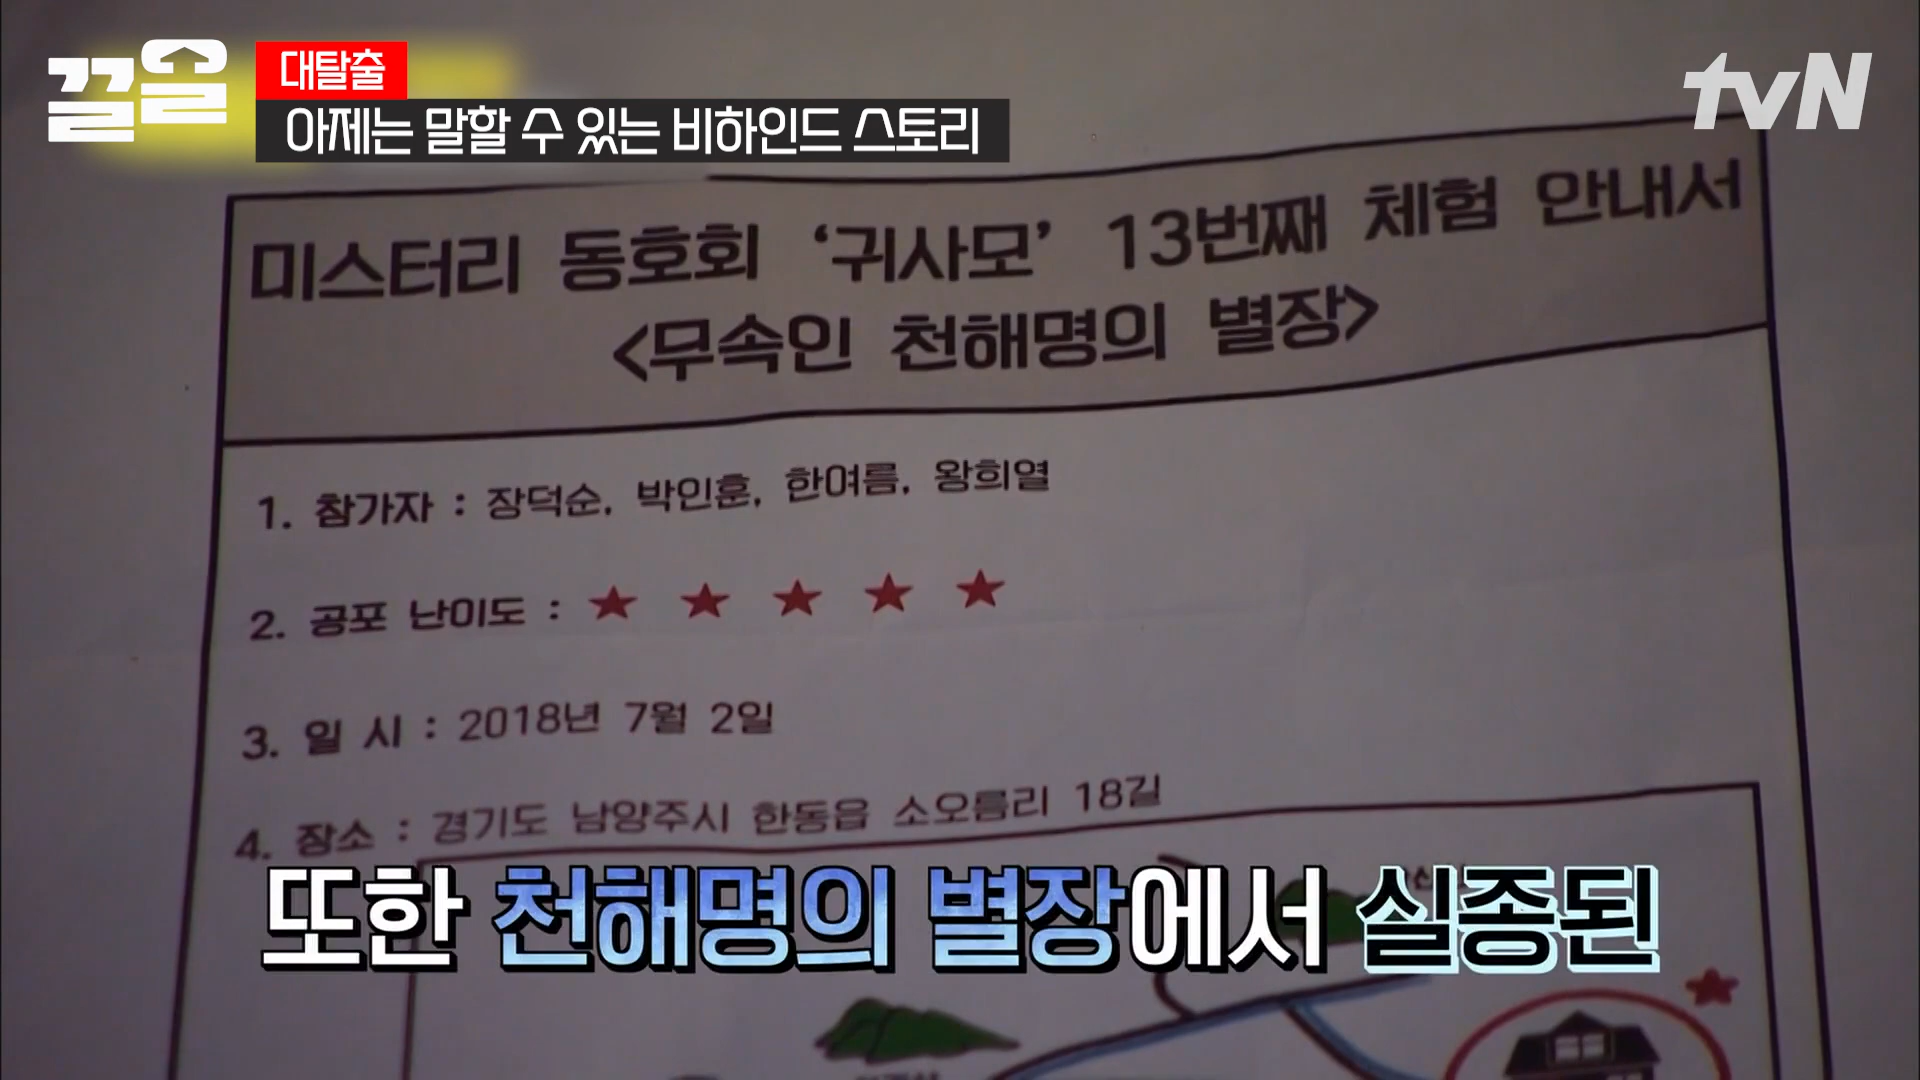 끌올
대탈출
아제는 말할 수 있는 비하인드 스토리
tvN
미스터리 동호회 ‘귀사모’ 13번째 체험 안내서
<무속인 천해명의 별장>
1. 참가자 : 장덕순, 박인훈, 한여름, 왕희열
2. 공포 난이도 : ★ ★ ★ ★ ★
3. 일 시 : 2018년 7월 2일
4. 장소 : 경기도 남양주시 한동읍 소오름리 18길
또한 천해명의 별장에서 실종된